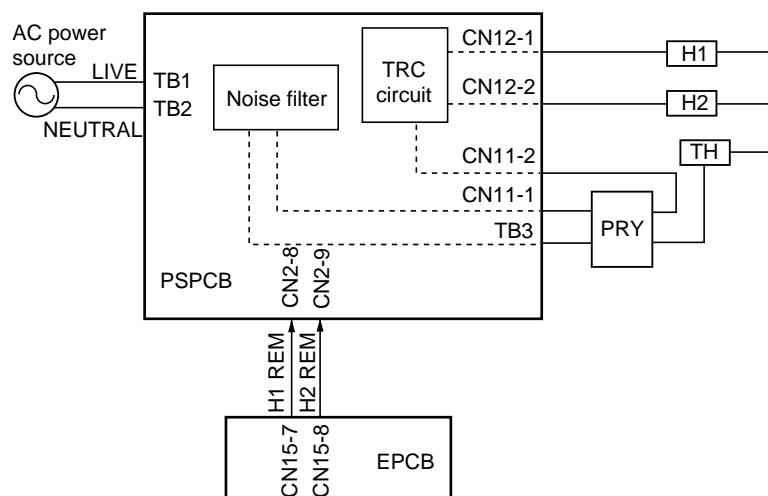 AC power
source
LIVE
NEUTRAL
TB1
TB2
Noise filter
TRC
circuit
CN12-1
CN12-2
CN11-2
CN11-1
TB3
H1
H2
TH
PRY
PSPCB
CN2-8
CN2-9
H1 REM
H2 REM
CN15-7
CN15-8
EPCB